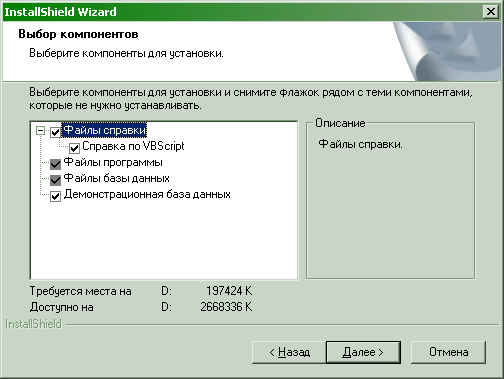 InstallShield Wizard
Выбор компонентов
Выберите компоненты для установки.
Выберите компоненты для установки и снимите флажок рядом с теми компонентами,
которые не нужно устанавливать.
Файлы справки
Справка по VBScript
Файлы программы
Файлы базы данных
Демонстрационная база данных
Описание
Файлы справки.
Требуется места на D: 197424 K
Доступно на D: 2668336 K
InstallShield
< Назад
Далее >
Отмена